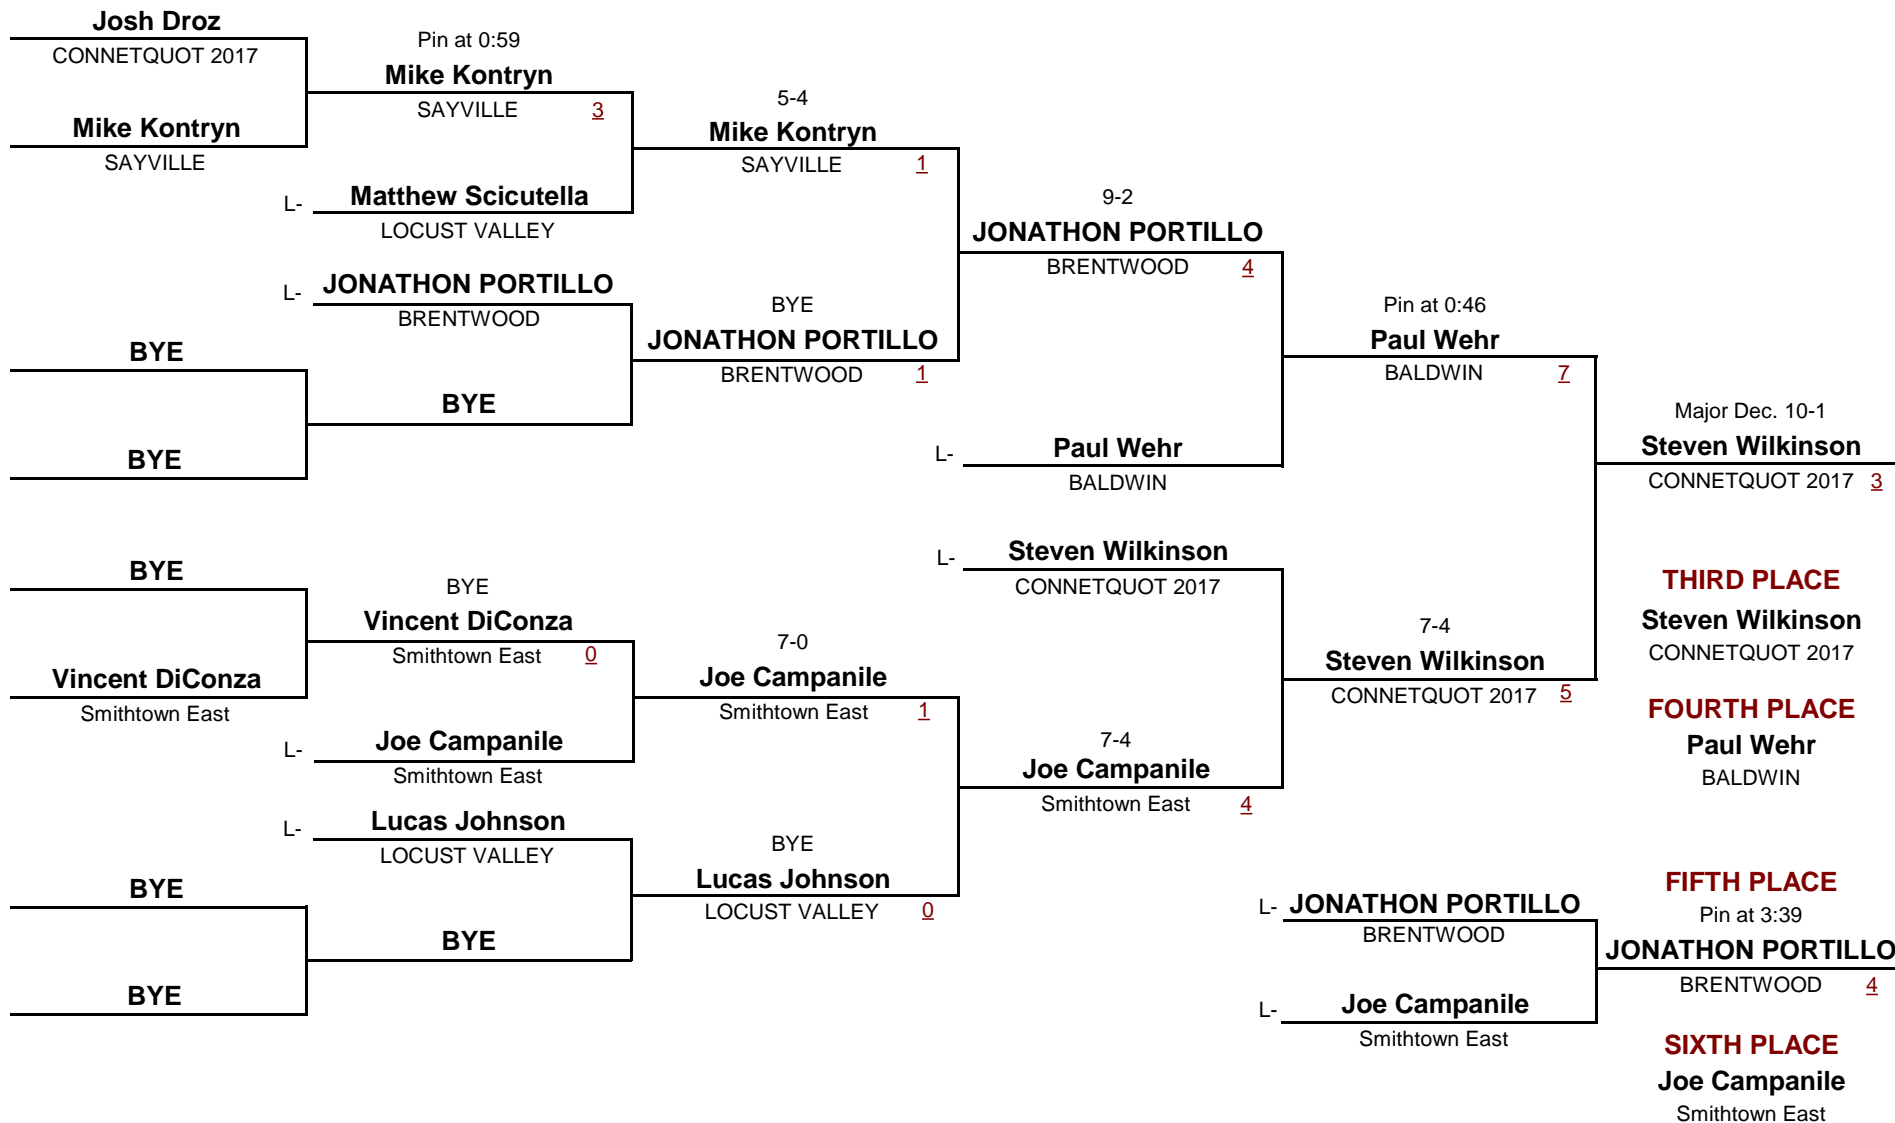 Josh Droz
CONNETQUOT 2017
Mike Kontryn
SAYVILLE
BYE
BYE
BYE
Vincent DiConza
Smithtown East
BYE
BYE
Pin at 0:59
Mike Kontryn
SAYVILLE 3
L- Matthew Scicutella
LOCUST VALLEY
L- JONATHON PORTILLO
BRENTWOOD
BYE
BYE
Vincent DiConza
Smithtown East 0
L- Joe Campanile
Smithtown East
L- Lucas Johnson
LOCUST VALLEY
BYE
5-4
Mike Kontryn
SAYVILLE 1
BYE
JONATHON PORTILLO
BRENTWOOD 1
7-0
Joe Campanile
Smithtown East 1
BYE
Lucas Johnson
LOCUST VALLEY 0
9-2
JONATHON PORTILLO
BRENTWOOD 4
L- Paul Wehr
BALDWIN
L- Steven Wilkinson
CONNETQUOT 2017
7-4
Joe Campanile
Smithtown East 4
Pin at 0:46
Paul Wehr
BALDWIN 7
7-4
Steven Wilkinson
CONNETQUOT 2017 5
L- JONATHON PORTILLO
BRENTWOOD
L- Joe Campanile
Smithtown East
Major Dec. 10-1
Steven Wilkinson
CONNETQUOT 2017 3
THIRD PLACE
Steven Wilkinson
CONNETQUOT 2017
FOURTH PLACE
Paul Wehr
BALDWIN
FIFTH PLACE
Pin at 3:39
JONATHON PORTILLO
BRENTWOOD 4
SIXTH PLACE
Joe Campanile
Smithtown East